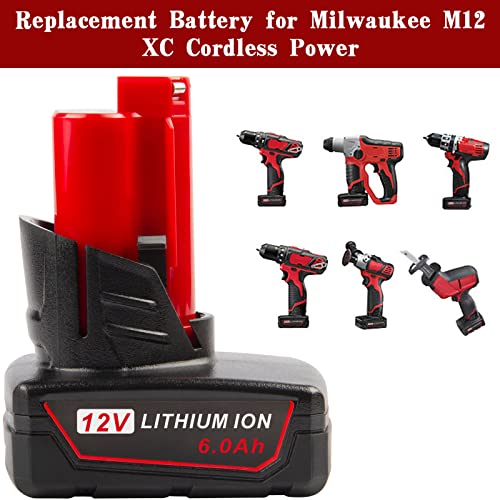 Replacement Battery for Milwaukee M12
XC Cordless Power
12V LITHIUM ION
6.0Ah